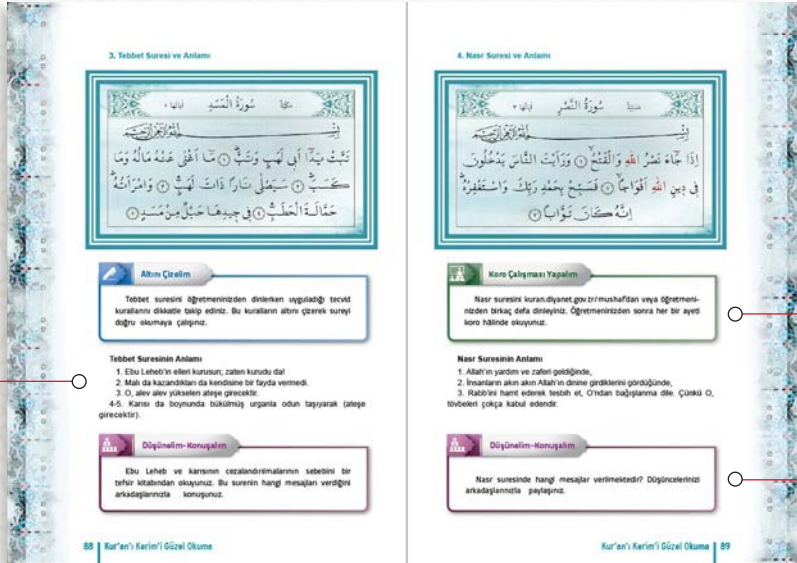 3. Tebbet Suresi ve Anlamı
سُورَةُ الْمَسَدِ
تَبَّتْ يَدَٓا اَب۪ي لَهَبٍ وَتَبَّۜ ﴿١﴾ مَٓا اَغْنٰى عَنْهُ مَالُهُ وَمَا
كَسَبَۜ ﴿٢﴾ سَيَصْلٰى نَاراً ذَاتَ لَهَبٍۚ ﴿٣﴾ وَامْرَاَتُهُۜ
حَمَّالَةَ الْحَطَبِۚ ﴿٤﴾ ف۪ي ج۪يدِهَا حَبْلٌ مِنْ مَسَدٍ ﴿٥﴾
Altını Çizelim
Tebbet suresini öğretmeninizden dinlerken uyguladığı tecvid
kurallarını dikkatle takip ediniz. Bu kuralların altını çizerek sureyi
doğru okumaya çalışınız.
Tebbet Suresinin Anlamı
1. Ebu Leheb'in elleri kurusun; zaten kurudu da!
2. Malı da kazandıkları da kendisine bir fayda vermedi.
3. O, alev alev yükselen ateşe girecektir.
4-5. Karısı da boynunda bükülmüş urganla odun taşıyarak (ateşe
girecektir).
Düşünelim-Konuşalım
Ebu Leheb ve karısının cezalandırılmalarının sebebini bir
tefsir kitabından okuyunuz. Bu surenin hangi mesajları verdiğini
arkadaşlarınızla konuşunuz.
88 | Kur'an'ı Kerim'i Güzel Okuma
4. Nasr Suresi ve Anlamı
سُورَةُ النَّصْرِ
اِذَا جَٓاءَ نَصْرُ اللّٰهِ وَالْفَتْحُۙ ﴿١﴾ وَرَاَيْتَ النَّاسَ يَدْخُلُونَ
ف۪ي د۪ينِ اللّٰهِ اَفْوَاجاًۙ ﴿٢﴾ فَسَبِّحْ بِحَمْدِ رَبِّكَ وَاسْتَغْفِرْهُۜ
اِنَّهُ كَانَ تَوَّاباً ﴿٣﴾
Koro Çalışması Yapalım
Nasr suresini kuran.diyanet.gov.tr/mushaf'dan veya öğretmeni-
nizden birkaç defa dinleyiniz. Öğretmeninizden sonra her bir ayeti
koro hâlinde okuyunuz.
Nasr Suresinin Anlamı
1. Allah'ın yardım ve zaferi geldiğinde,
2. İnsanların akın akın Allah'ın dinine girdiklerini gördüğünde,
3. Rabb'ini hamt ederek tesbih et, O'ndan bağışlanma dile. Çünkü O,
tövbeleri çokça kabul edendir.
Düşünelim-Konuşalım
Nasr suresinde hangi mesajlar verilmektedir? Düşüncelerinizi
arkadaşlarınızla paylaşınız.
Kur'an'ı Kerim'i Güzel Okuma | 89